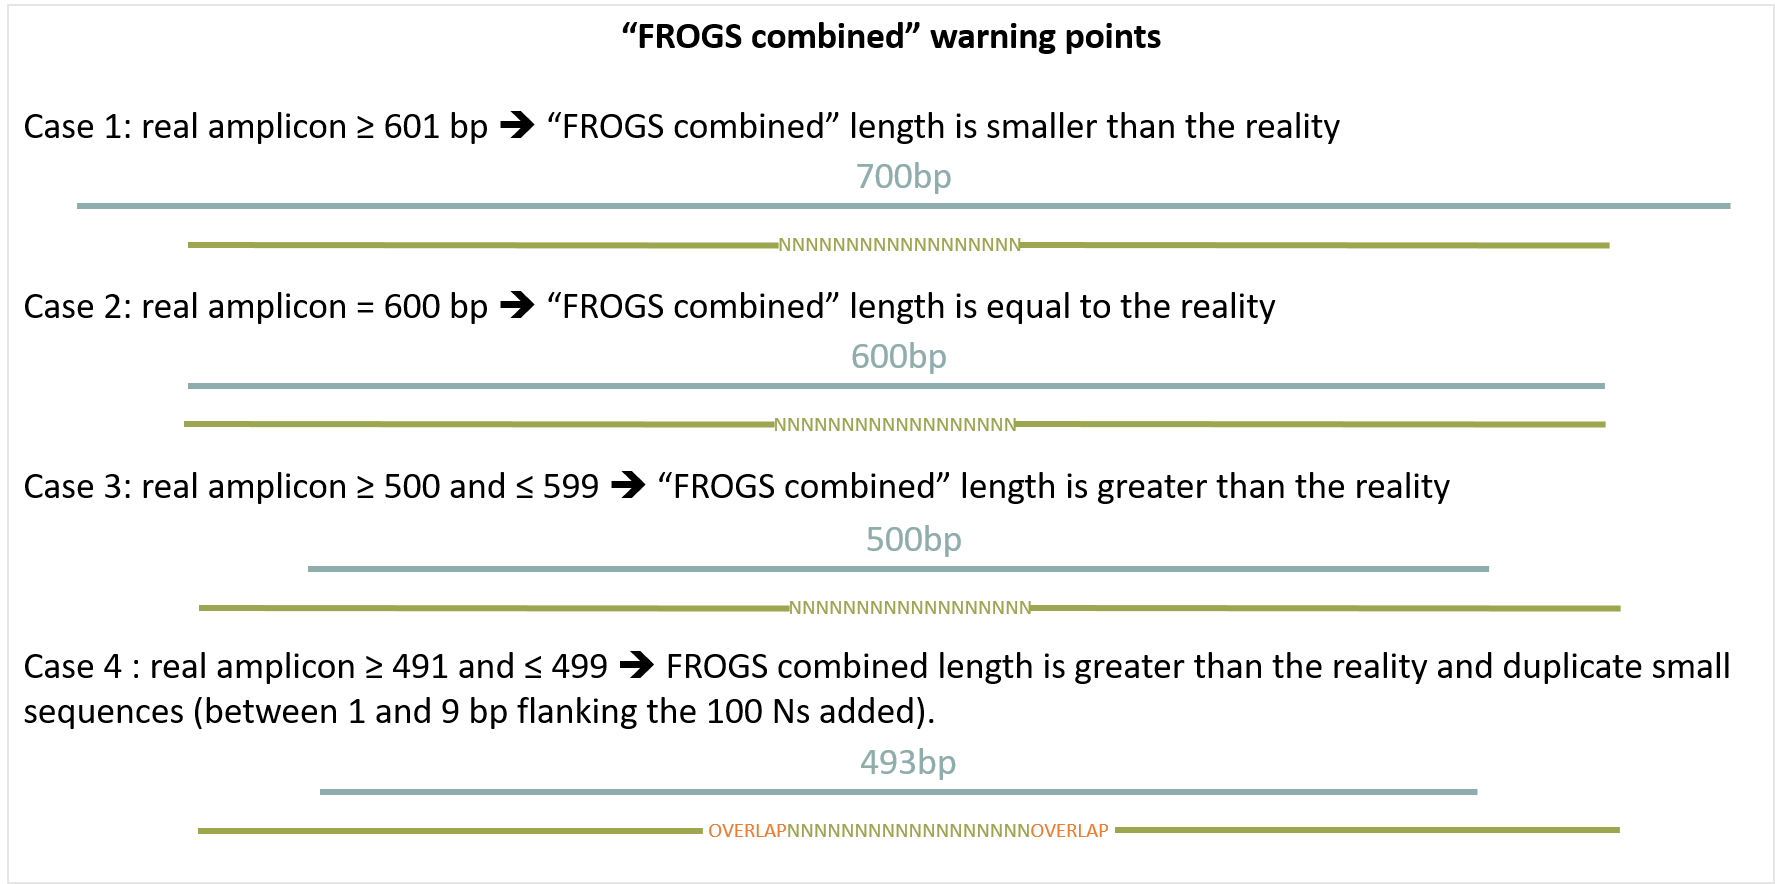 “FROGS combined” warning points
Case 1: real amplicon ≥ 601 bp ➔ “FROGS combined” length is smaller than the reality
700bp
NNNNNNNNNNNNNNNNNN
Case 2: real amplicon = 600 bp ➔ “FROGS combined” length is equal to the reality
600bp
NNNNNNNNNNNNNNNNNN
Case 3: real amplicon ≥ 500 and ≤ 599 ➔ “FROGS combined” length is greater than the reality
500bp
NNNNNNNNNNNNNNNNNN
Case 4 : real amplicon ≥ 491 and ≤ 499 ➔ FROGS combined length is greater than the reality and duplicate small
sequences (between 1 and 9 bp flanking the 100 Ns added).
493bp
OVERLAPNNNNNNNNNNNNNNNNNNOVERLAP